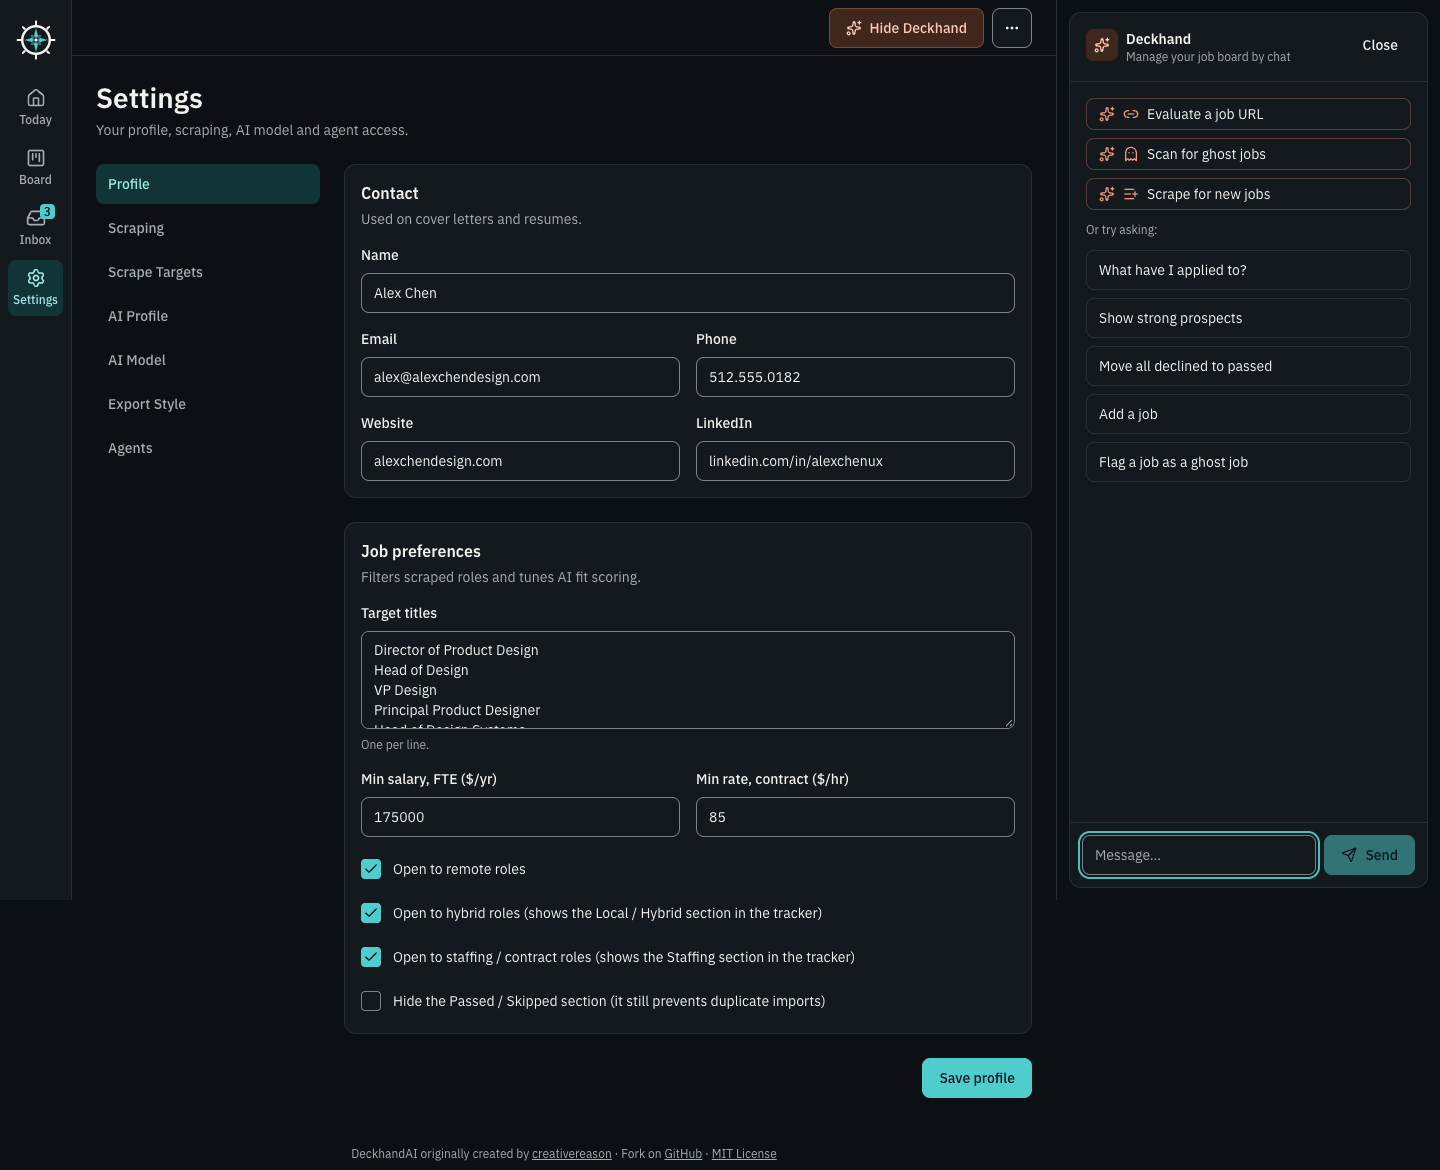 Today
Board
3
Inbox
Settings
Hide Deckhand
Settings
Your profile, scraping, AI model and agent access.
Profile
Scraping
Scrape Targets
AI Profile
AI Model
Export Style
Agents
Contact
Used on cover letters and resumes.
Name
Alex Chen
Email
Phone
alex@alexchendesign.com
512.555.0182
Website
LinkedIn
alexchendesign.com
linkedin.com/in/alexchenux
Job preferences
Filters scraped roles and tunes AI fit scoring.
Target titles
Director of Product Design
Head of Design
VP Design
Principal Product Designer
Head of Design Systems
One per line.
Min salary, FTE ($/yr)
Min rate, contract ($/hr)
175000
85
Open to remote roles
Open to hybrid roles (shows the Local / Hybrid section in the tracker)
Open to staffing / contract roles (shows the Staffing section in the tracker)
Hide the Passed / Skipped section (it still prevents duplicate imports)
Save profile
DeckhandAI originally created by creativereason · Fork on GitHub · MIT License
Deckhand
Manage your job board by chat
Close
Evaluate a job URL
Scan for ghost jobs
Scrape for new jobs
Or try asking:
What have I applied to?
Show strong prospects
Move all declined to passed
Add a job
Flag a job as a ghost job
Message...
Send